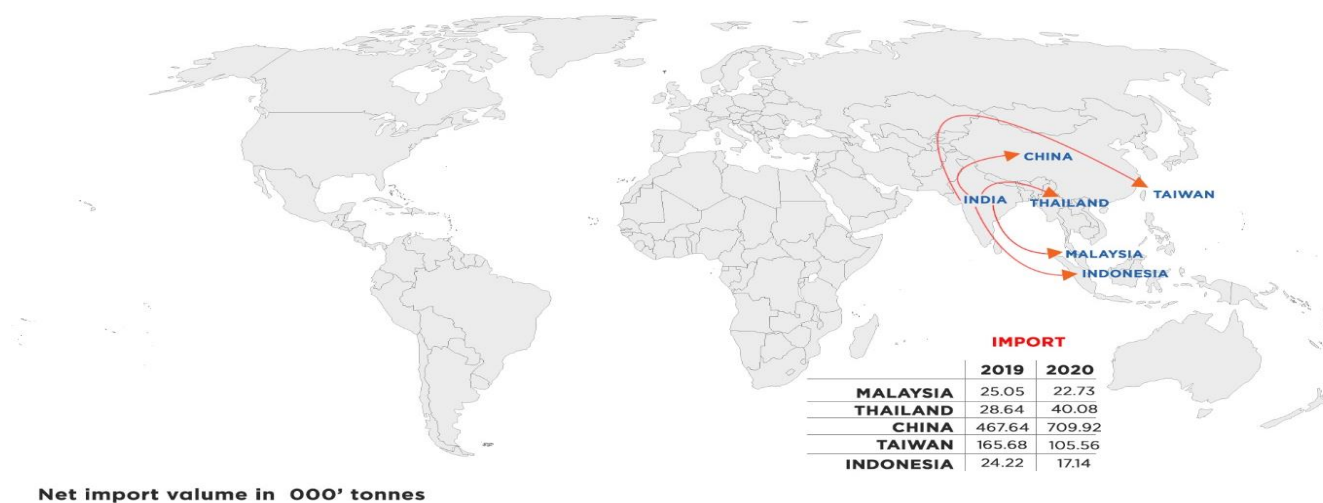 CHINA
TAIWAN
INDIA
THAILAND
MALAYSIA
INDONESIA
IMPORT
2019 2020
MALAYSIA 25.05 22.73
THAILAND 28.64 40.08
CHINA 467.64 709.92
TAIWAN 165.68 105.56
INDONESIA 24.22 17.14
Net import valume in 000' tonnes